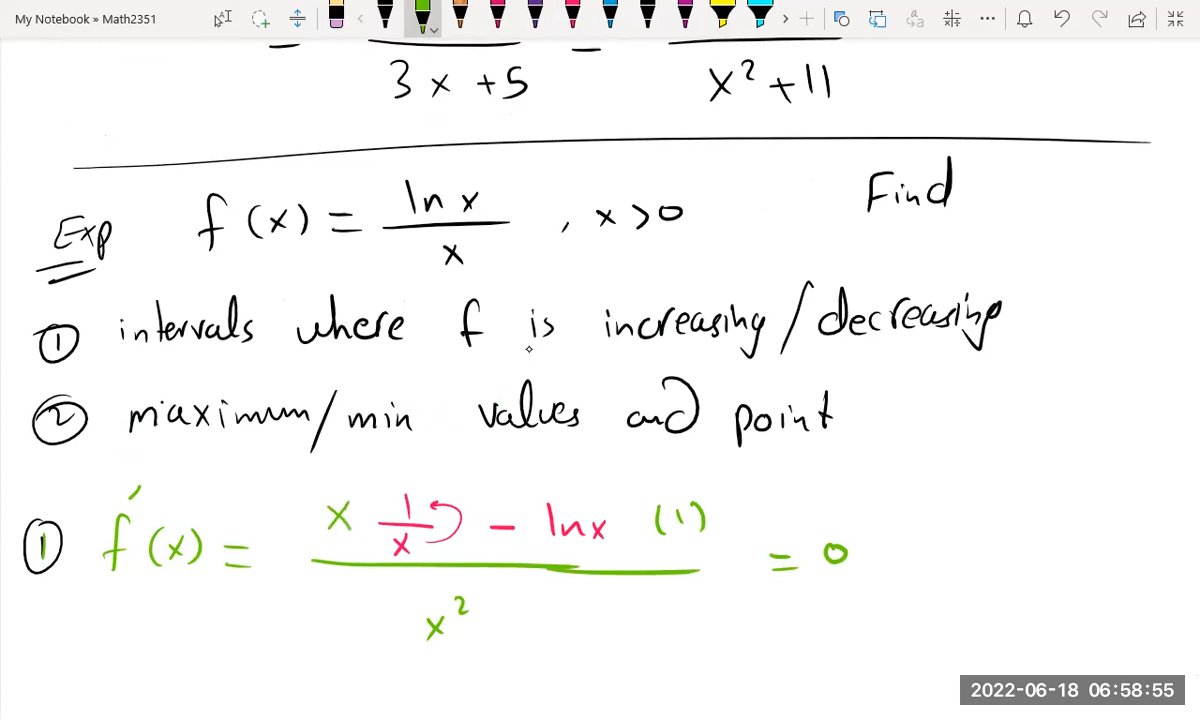 My Notebook » Math2351
3x + 5
x² + 11
Exp f(x) = ln x / x , x > 0 Find
① intervals where f is increasing / decreasing
② maximum / min values and point
① f'(x) = x 1/x - ln x (1) / x² = 0
2022-06-18 06:58:55